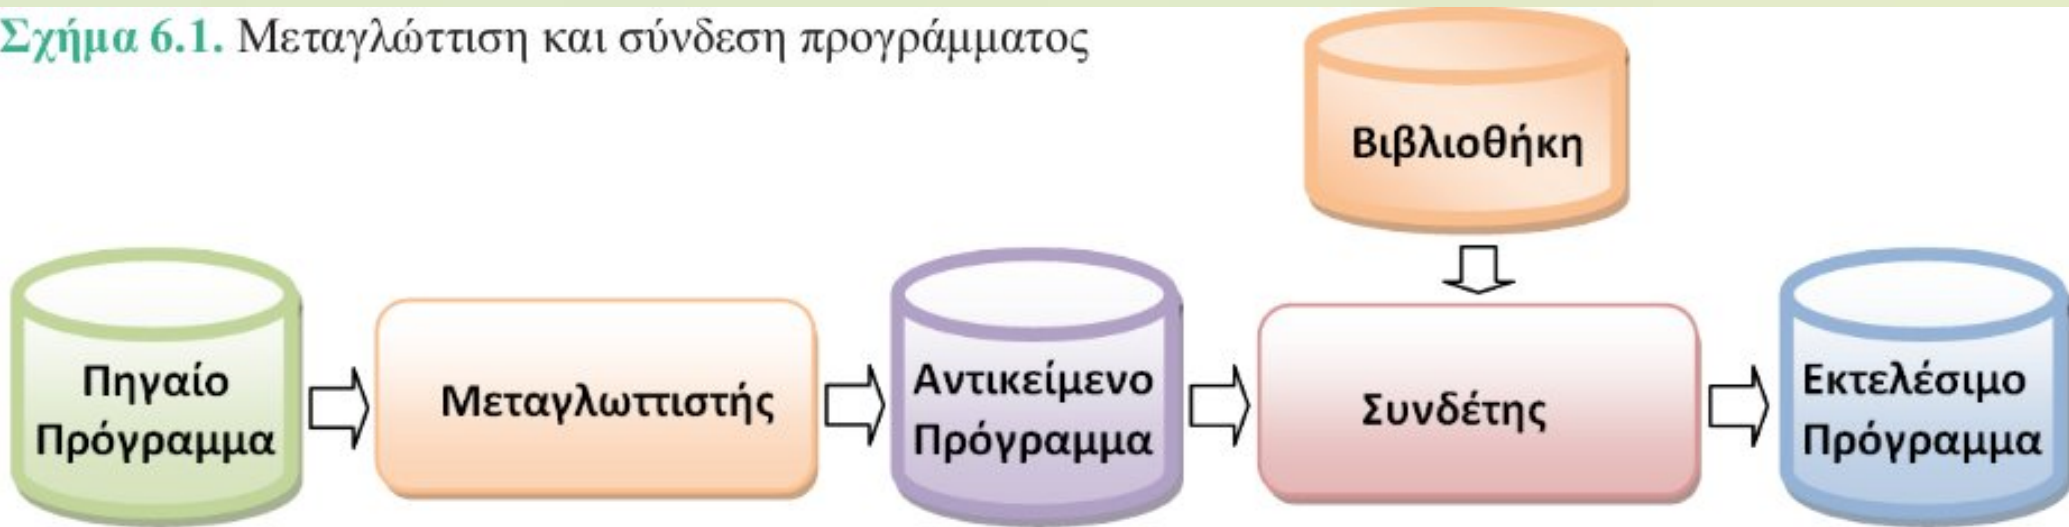 Σχήμα 6.1. Μεταγλώττιση και σύνδεση προγράμματος
Βιβλιοθήκη
Πηγαίο
Πρόγραμμα
Μεταγλωττιστής
Αντικείμενο
Πρόγραμμα
Συνδέτης
Εκτελέσιμο
Πρόγραμμα